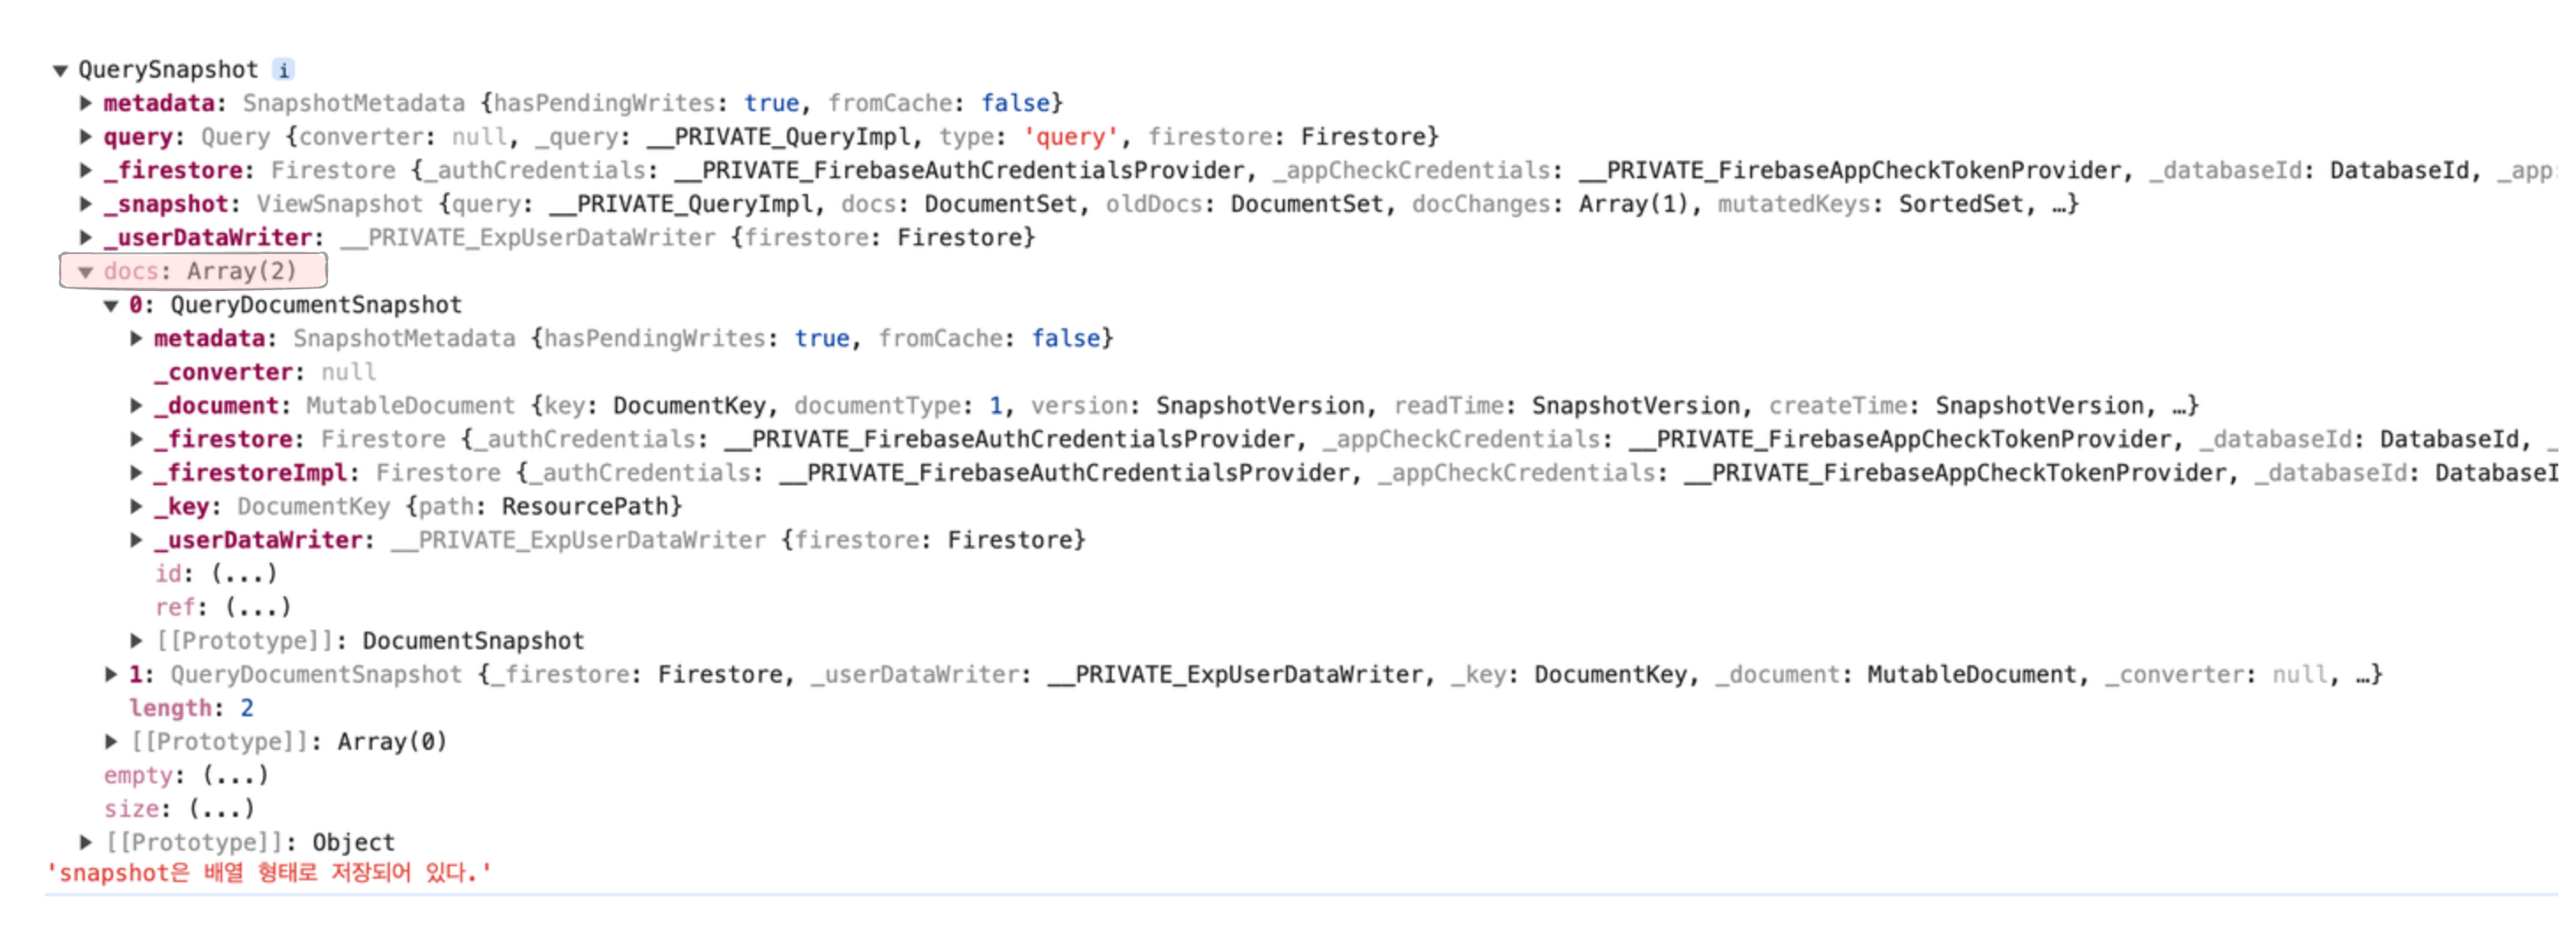 ▼ QuerySnapshot i
▶ metadata: SnapshotMetadata {hasPendingWrites: true, fromCache: false}
▶ query: Query {converter: null, _query: __PRIVATE_QueryImpl, type: 'query', firestore: Firestore}
▶ _firestore: Firestore {_authCredentials: __PRIVATE_FirebaseAuthCredentialsProvider, _appCheckCredentials: __PRIVATE_FirebaseAppCheckTokenProvider, _databaseId: DatabaseId, _app:
▶ _snapshot: ViewSnapshot {query: __PRIVATE_QueryImpl, docs: DocumentSet, oldDocs: DocumentSet, docChanges: Array(1), mutatedKeys: SortedSet, …}
▶ _userDataWriter: __PRIVATE_ExpUserDataWriter {firestore: Firestore}
▼ docs: Array(2)
▼ 0: QueryDocumentSnapshot
▶ metadata: SnapshotMetadata {hasPendingWrites: true, fromCache: false}
_converter: null
▶ _document: MutableDocument {key: DocumentKey, documentType: 1, version: SnapshotVersion, readTime: SnapshotVersion, createTime: SnapshotVersion, …}
▶ _firestore: Firestore {_authCredentials: __PRIVATE_FirebaseAuthCredentialsProvider, _appCheckCredentials: __PRIVATE_FirebaseAppCheckTokenProvider, _databaseId: DatabaseId, _
▶ _firestoreImpl: Firestore {_authCredentials: __PRIVATE_FirebaseAuthCredentialsProvider, _appCheckCredentials: __PRIVATE_FirebaseAppCheckTokenProvider, _databaseId: DatabaseI
▶ _key: DocumentKey {path: ResourcePath}
▶ _userDataWriter: __PRIVATE_ExpUserDataWriter {firestore: Firestore}
id: (...)
ref: (...)
▶ [[Prototype]]: DocumentSnapshot
▶ 1: QueryDocumentSnapshot {_firestore: Firestore, _userDataWriter: __PRIVATE_ExpUserDataWriter, _key: DocumentKey, _document: MutableDocument, _converter: null, …}
length: 2
▶ [[Prototype]]: Array(0)
empty: (...)
size: (...)
▶ [[Prototype]]: Object
'snapshot은 배열 형태로 저장되어 있다.'